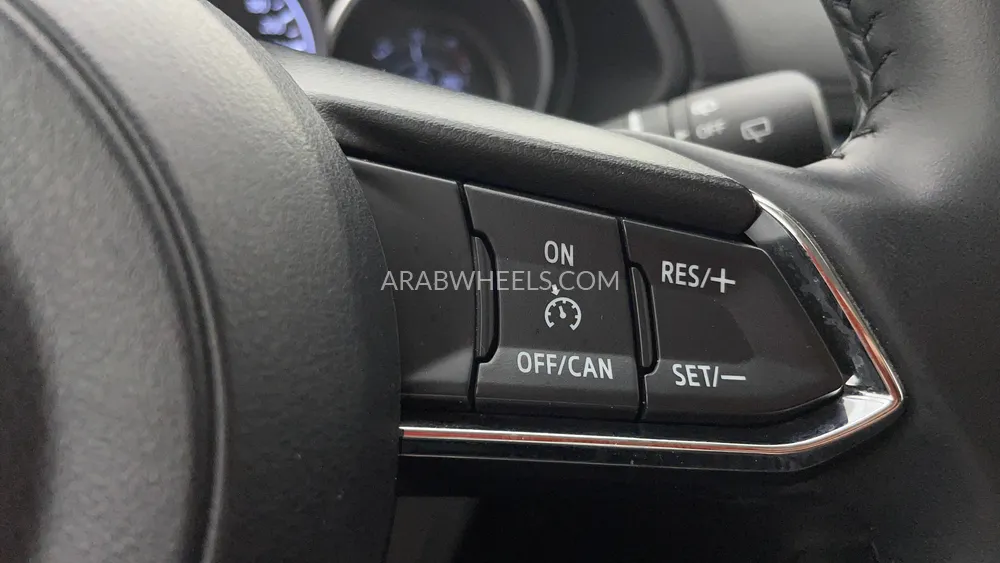 OFF
ON
RES/+
ARABWHEELS.COM
OFF/CAN
SET/—